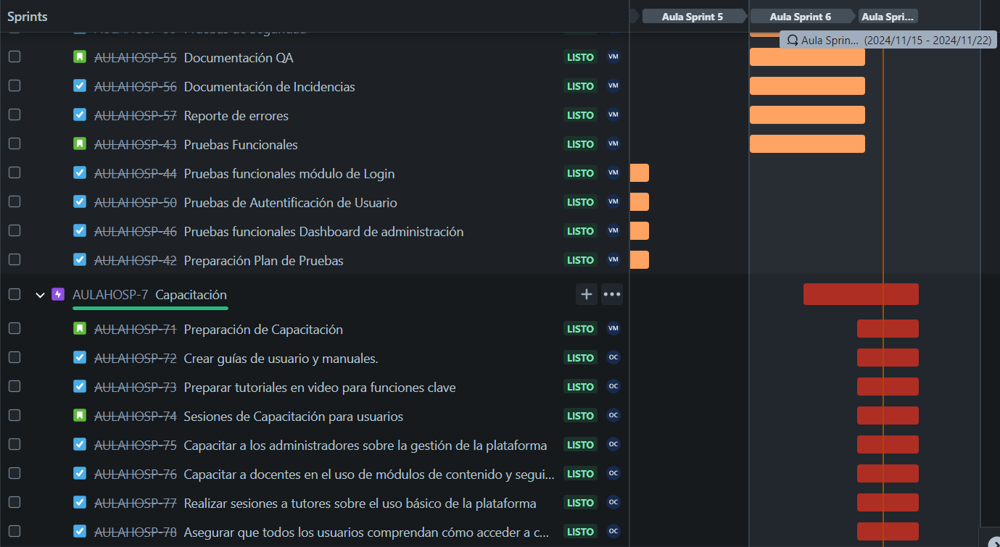 Sprints
Aula Sprint 5
Aula Sprint 6
Aula Spri...
Aula Sprin... (2024/11/15 - 2024/11/22)
AULAHOSP-55 Documentación QA LISTO VM
AULAHOSP-56 Documentación de Incidencias LISTO VM
AULAHOSP-57 Reporte de errores LISTO VM
AULAHOSP-43 Pruebas Funcionales LISTO VM
AULAHOSP-44 Pruebas funcionales módulo de Login LISTO VM
AULAHOSP-50 Pruebas de Autentificación de Usuario LISTO VM
AULAHOSP-46 Pruebas funcionales Dashboard de administración LISTO VM
AULAHOSP-42 Preparación Plan de Pruebas LISTO VM
AULAHOSP-7 Capacitación
AULAHOSP-71 Preparación de Capacitación LISTO VM
AULAHOSP-72 Crear guías de usuario y manuales. LISTO OC
AULAHOSP-73 Preparar tutoriales en video para funciones clave LISTO OC
AULAHOSP-74 Sesiones de Capacitación para usuarios LISTO OC
AULAHOSP-75 Capacitar a los administradores sobre la gestión de la plataforma LISTO OC
AULAHOSP-76 Capacitar a docentes en el uso de módulos de contenido y segui... LISTO OC
AULAHOSP-77 Realizar sesiones a tutores sobre el uso básico de la plataforma LISTO OC
AULAHOSP-78 Asegurar que todos los usuarios comprendan cómo acceder a c... LISTO OC